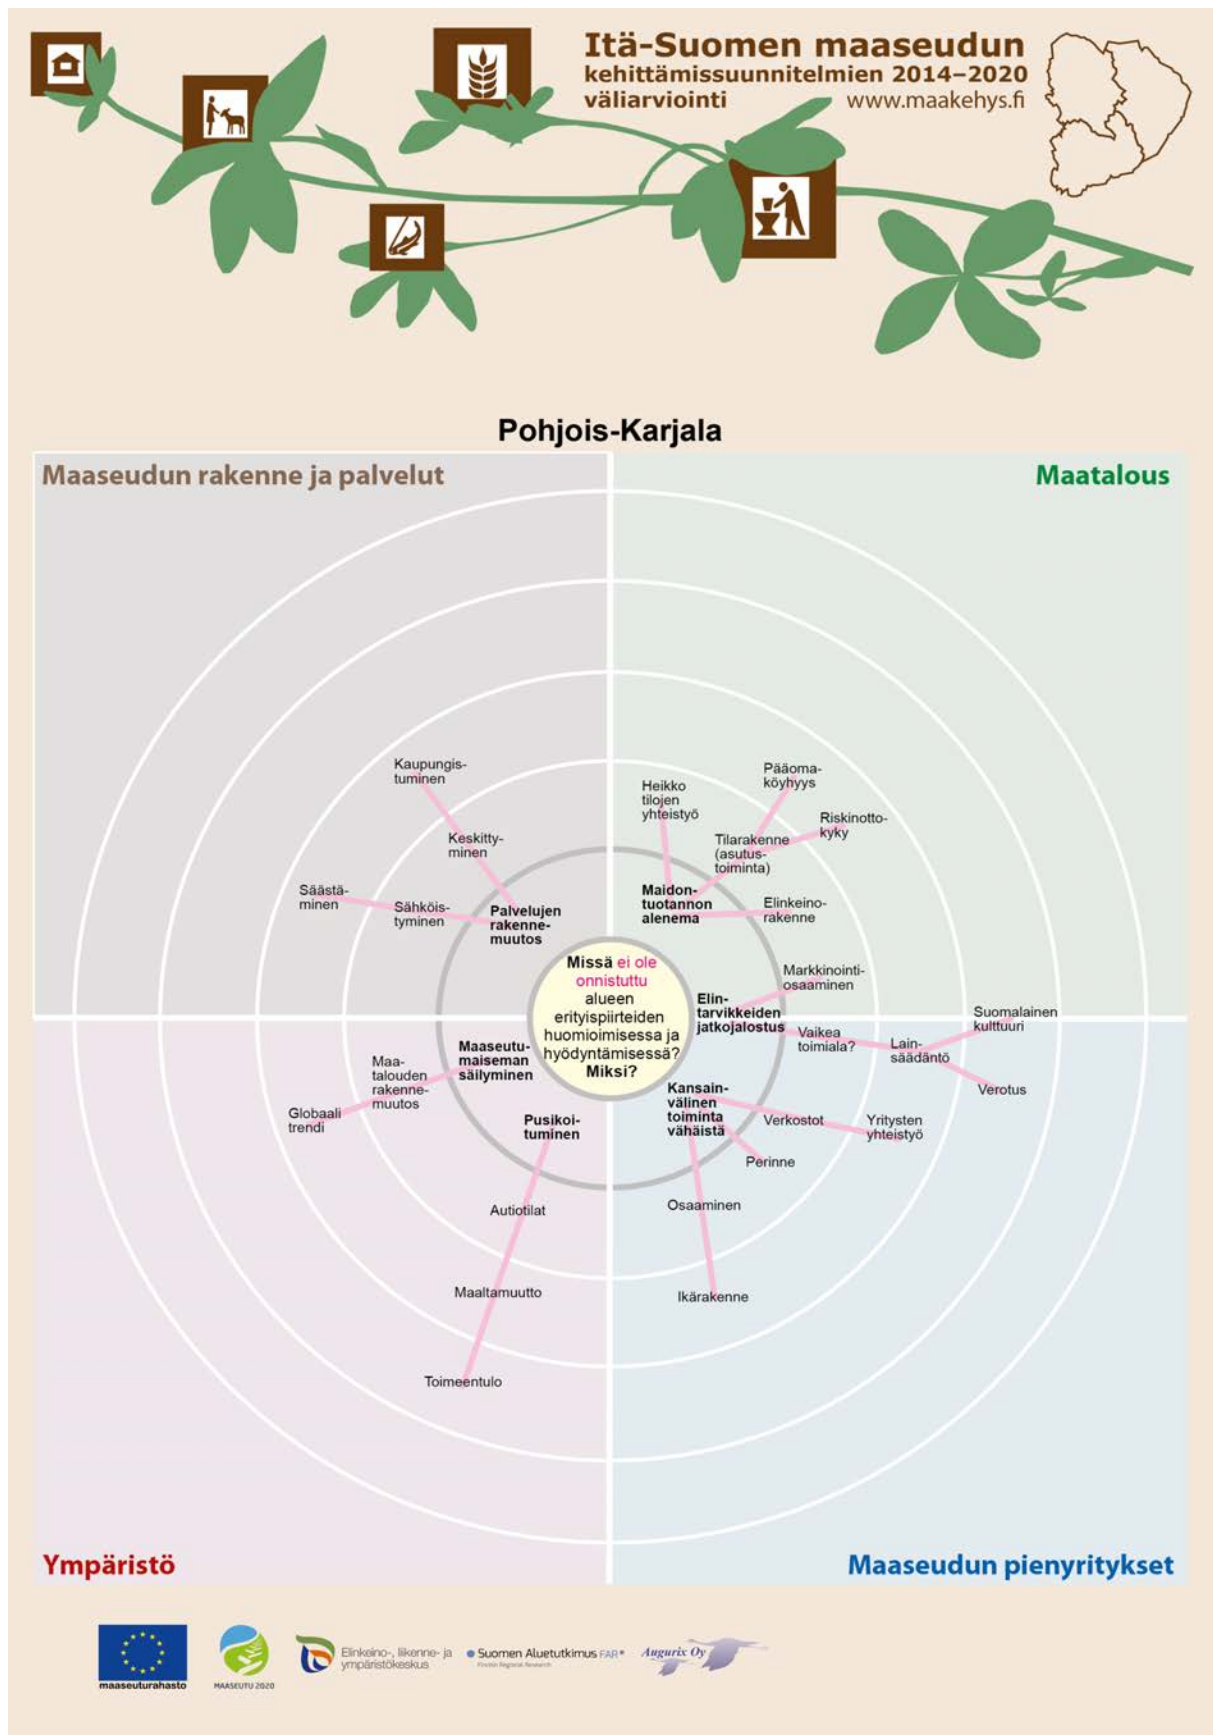 Itä-Suomen maaseudun
kehittämissuunnitelmien 2014–2020
väliarviointi
www.maakehys.fi
Pohjois-Karjala
Maaseudun rakenne ja palvelut
Maatalous
Kaupungis-
tuminen
Keskitty-
minen
Säästä-
minen
Sähköis-
tyminen
Palvelujen
rakenne-
muutos
Heikko
tilojen
yhteistyö
Pääoma-
köyhyys
Riskinotto-
kyky
Tilarakenne
(asutus-
toiminta)
Maidon-
tuotannon
alenema
Elinkeino-
rakenne
Missä ei ole
onnistuttu
alueen
erityispiirteiden
huomioimisessa ja
hyödyntämisessä?
Miksi?
Markkinointi-
osaaminen
Elin-
tarvikkeiden
jatkojalostus
Vaikea
toimiala?
Lain-
säädäntö
Suomalainen
kulttuuri
Verotus
Maaseutu-
maiseman
säilyminen
Maa-
talouden
rakenne-
muutos
Globaali
trendi
Pusikoi-
tuminen
Autiotilat
Maaltamuutto
Toimeentulo
Kansain-
välinen
toiminta
vähäistä
Verkostot
Yritysten
yhteistyö
Perinne
Osaaminen
Ikärakenne
Ympäristö
Maaseudun pienyritykset
maaseuturahasto
MAASEUTU 2020
Elinkeino-, liikenne- ja
ympäristökeskus
Suomen Aluetutkimus FAR
Finnish Regional Research
Augurix Oy